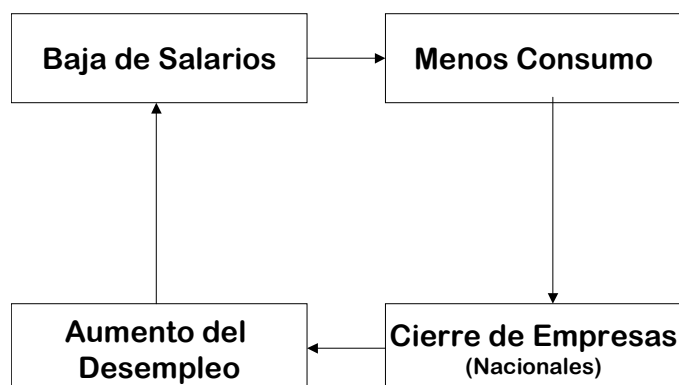 Baja de Salarios
Menos Consumo
Aumento del
Desempleo
Cierre de Empresas
(Nacionales)